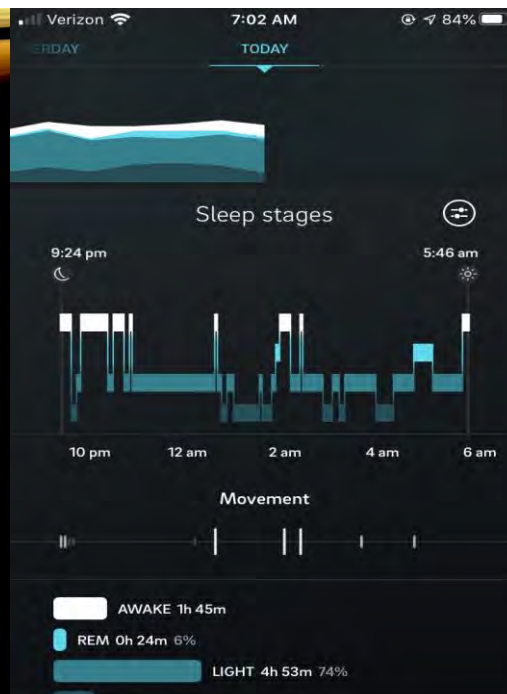 Verizon 7:02 AM 84%
ERDAY TODAY
Sleep stages
9:24 pm 5:46 am
10 pm 12 am 2 am 4 am 6 am
Movement
AWAKE 1h 45m
REM 0h 24m 6%
LIGHT 4h 53m 74%